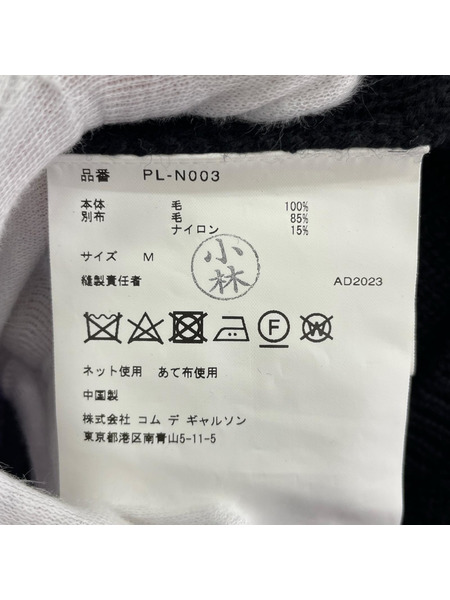 品番 PL-N003
本体 毛 100%
別布 毛 85%
ナイロン 15%
サイズ M
小林
縫製責任者 AD2023
F W
ネット使用 あて布使用
中国製
株式会社 コム デ ギャルソン
東京都港区南青山5-11-5